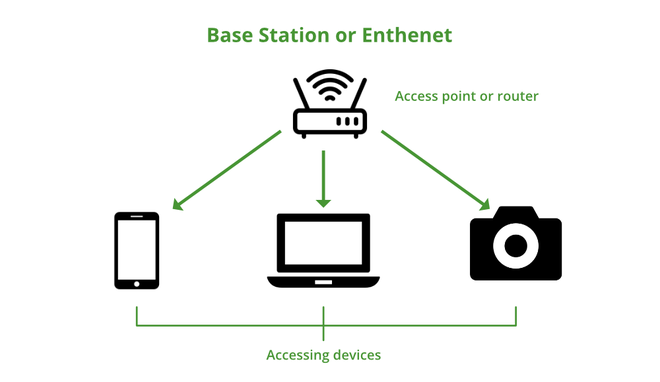 Base Station or Enthenet
Access point or router
Accessing devices